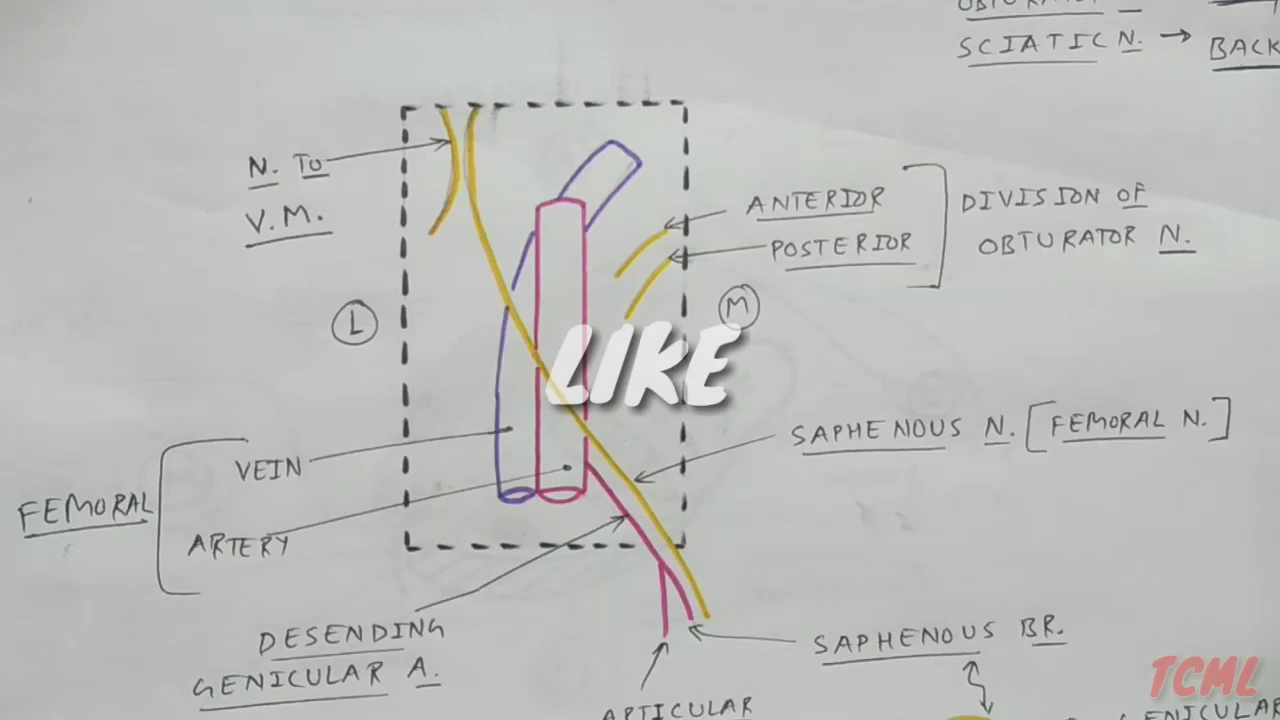 SCIATIC N. → BACK
N. TO
V.M.
ANTERIOR
POSTERIOR
DIVISION OF
OBTURATOR N.
L
M
LIKE
SAPHENOUS N. [FEMORAL N.]
FEMORAL
VEIN
ARTERY
DESENDING
GENICULAR A.
SAPHENOUS BR.
ARTICULAR
TCML